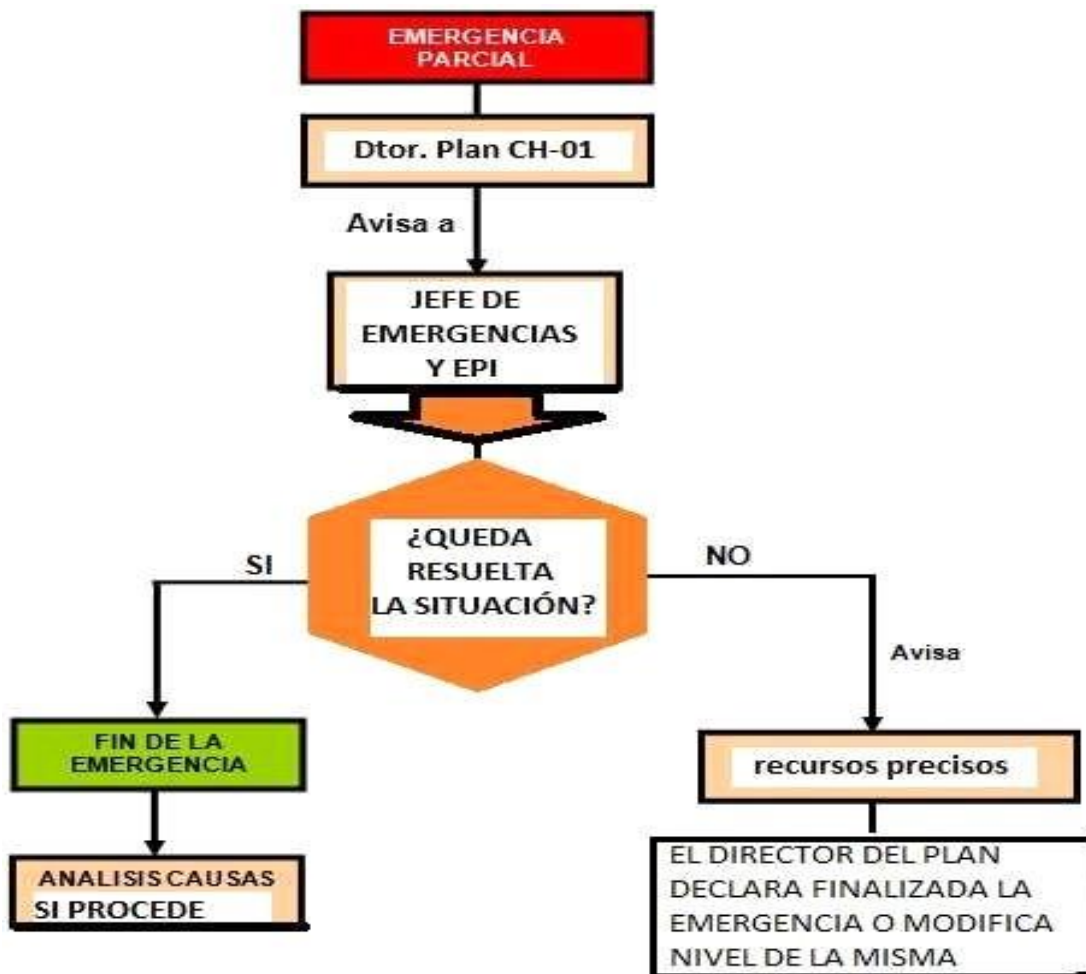 EMERGENCIA
PARCIAL
Dtor. Plan CH-01
Avisa a
JEFE DE
EMERGENCIAS
Y EPI
¿QUEDA
RESUELTA
LA SITUACIÓN?
SI
NO
Avisa
FIN DE LA
EMERGENCIA
recursos precisos
ANALISIS CAUSAS
SI PROCEDE
EL DIRECTOR DEL PLAN
DECLARA FINALIZADA LA
EMERGENCIA O MODIFICA
NIVEL DE LA MISMA